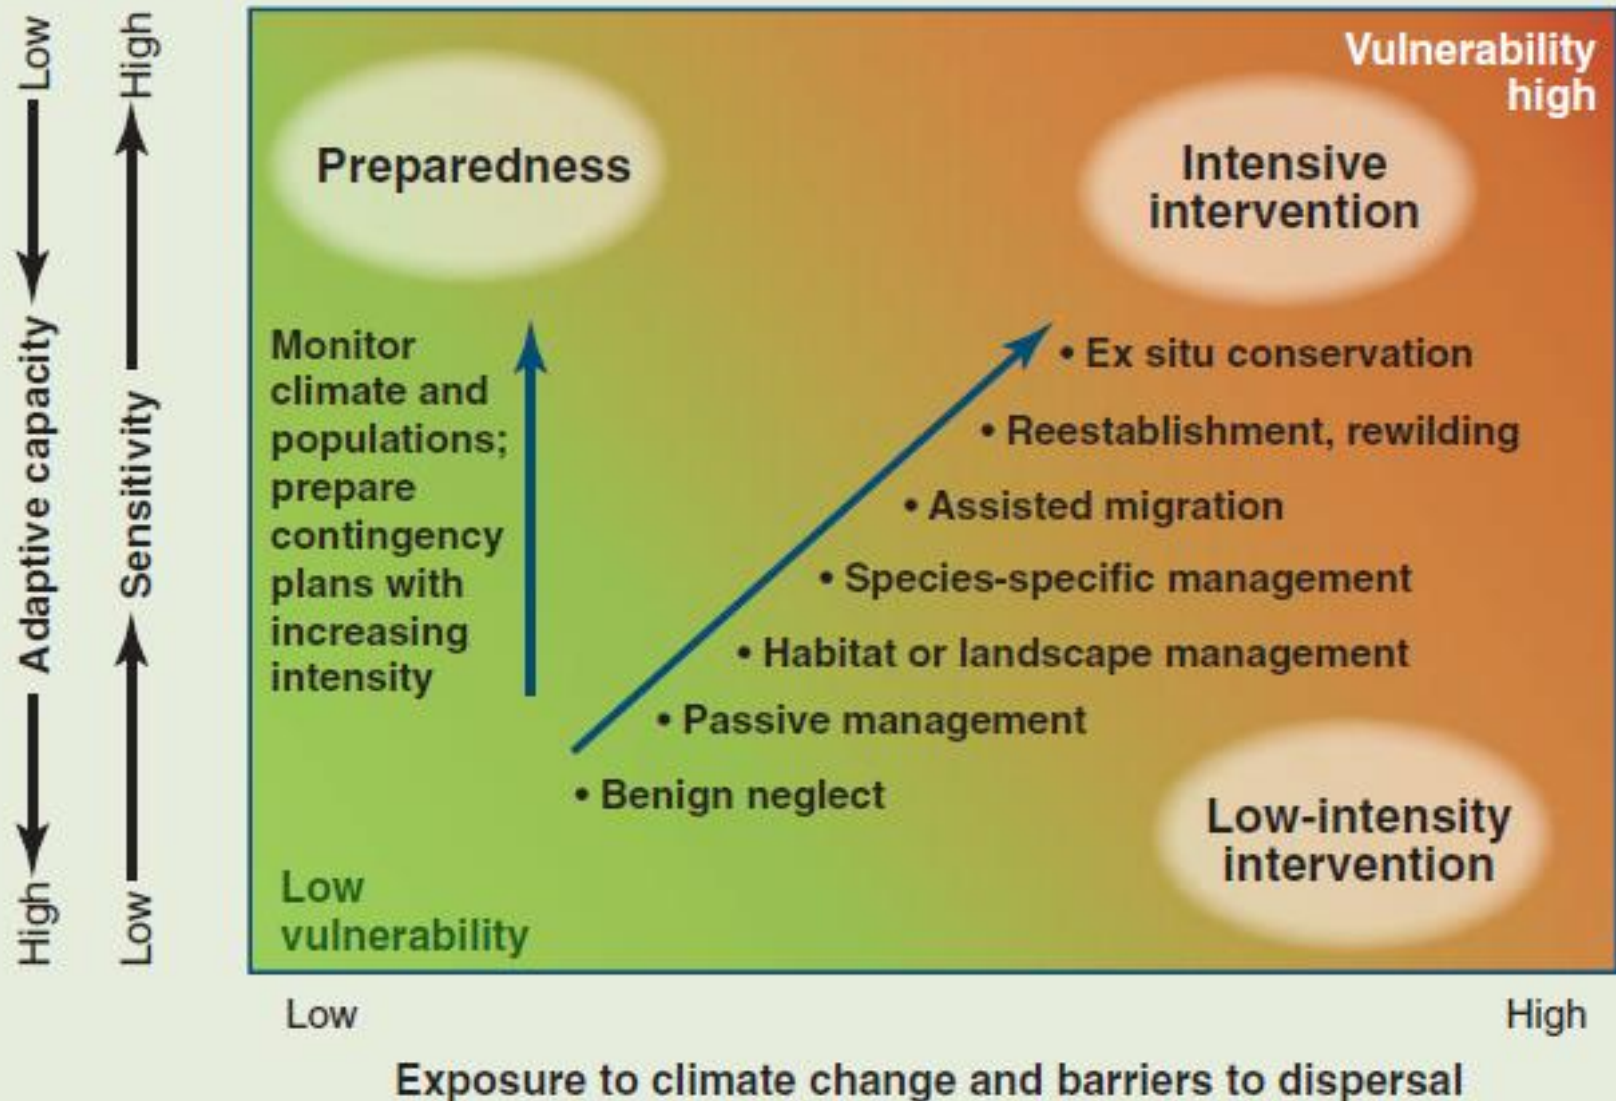 Low
Adaptive capacity
High
High
Sensitivity
Low
Vulnerability
high
Preparedness
Intensive
intervention
Monitor
climate and
populations;
prepare
contingency
plans with
increasing
intensity
• Ex situ conservation
• Reestablishment, rewilding
• Assisted migration
• Species-specific management
• Habitat or landscape management
• Passive management
• Benign neglect
Low-intensity
intervention
Low
vulnerability
Low
High
Exposure to climate change and barriers to dispersal